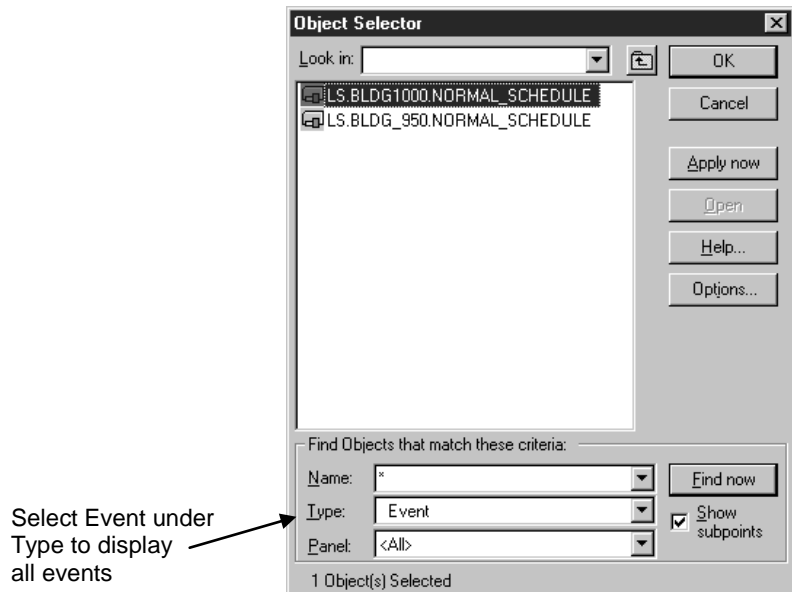 Object Selector
Look in:
OK
LS.BLDG1000.NORMAL_SCHEDULE
LS.BLDG_950.NORMAL_SCHEDULE
Cancel
Apply now
Open
Help...
Options...
Find Objects that match these criteria:
Name: *
Find now
Type: Event
Show subpoints
Panel: <All>
1 Object(s) Selected
Select Event under
Type to display
all events